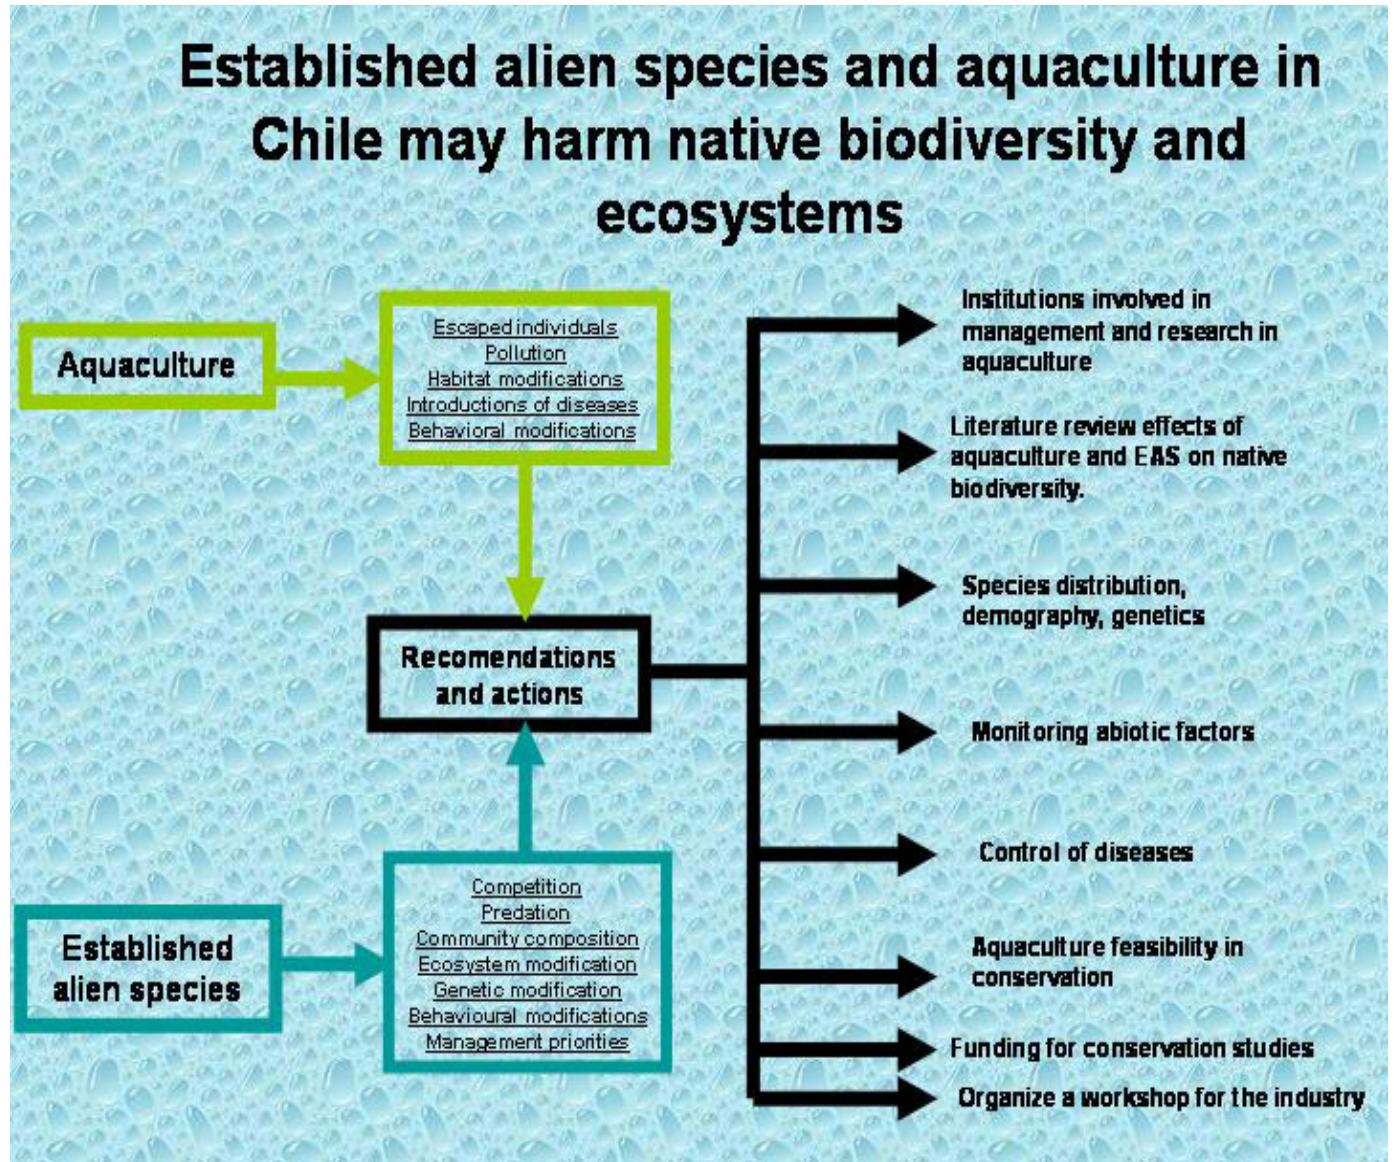 Established alien species and aquaculture in
Chile may harm native biodiversity and
ecosystems
Aquaculture
Escaped individuals
Pollution
Habitat modifications
Introductions of diseases
Behavioral modifications
Recomendations
and actions
Established
alien species
Competition
Predation
Community composition
Ecosystem modification
Genetic modification
Behavioural modifications
Management priorities
Institutions involved in
management and research in
aquaculture
Literature review effects of
aquaculture and EAS on native
biodiversity.
Species distribution,
demography, genetics
Monitoring abiotic factors
Control of diseases
Aquaculture feasibility in
conservation
Funding for conservation studies
Organize a workshop for the industry